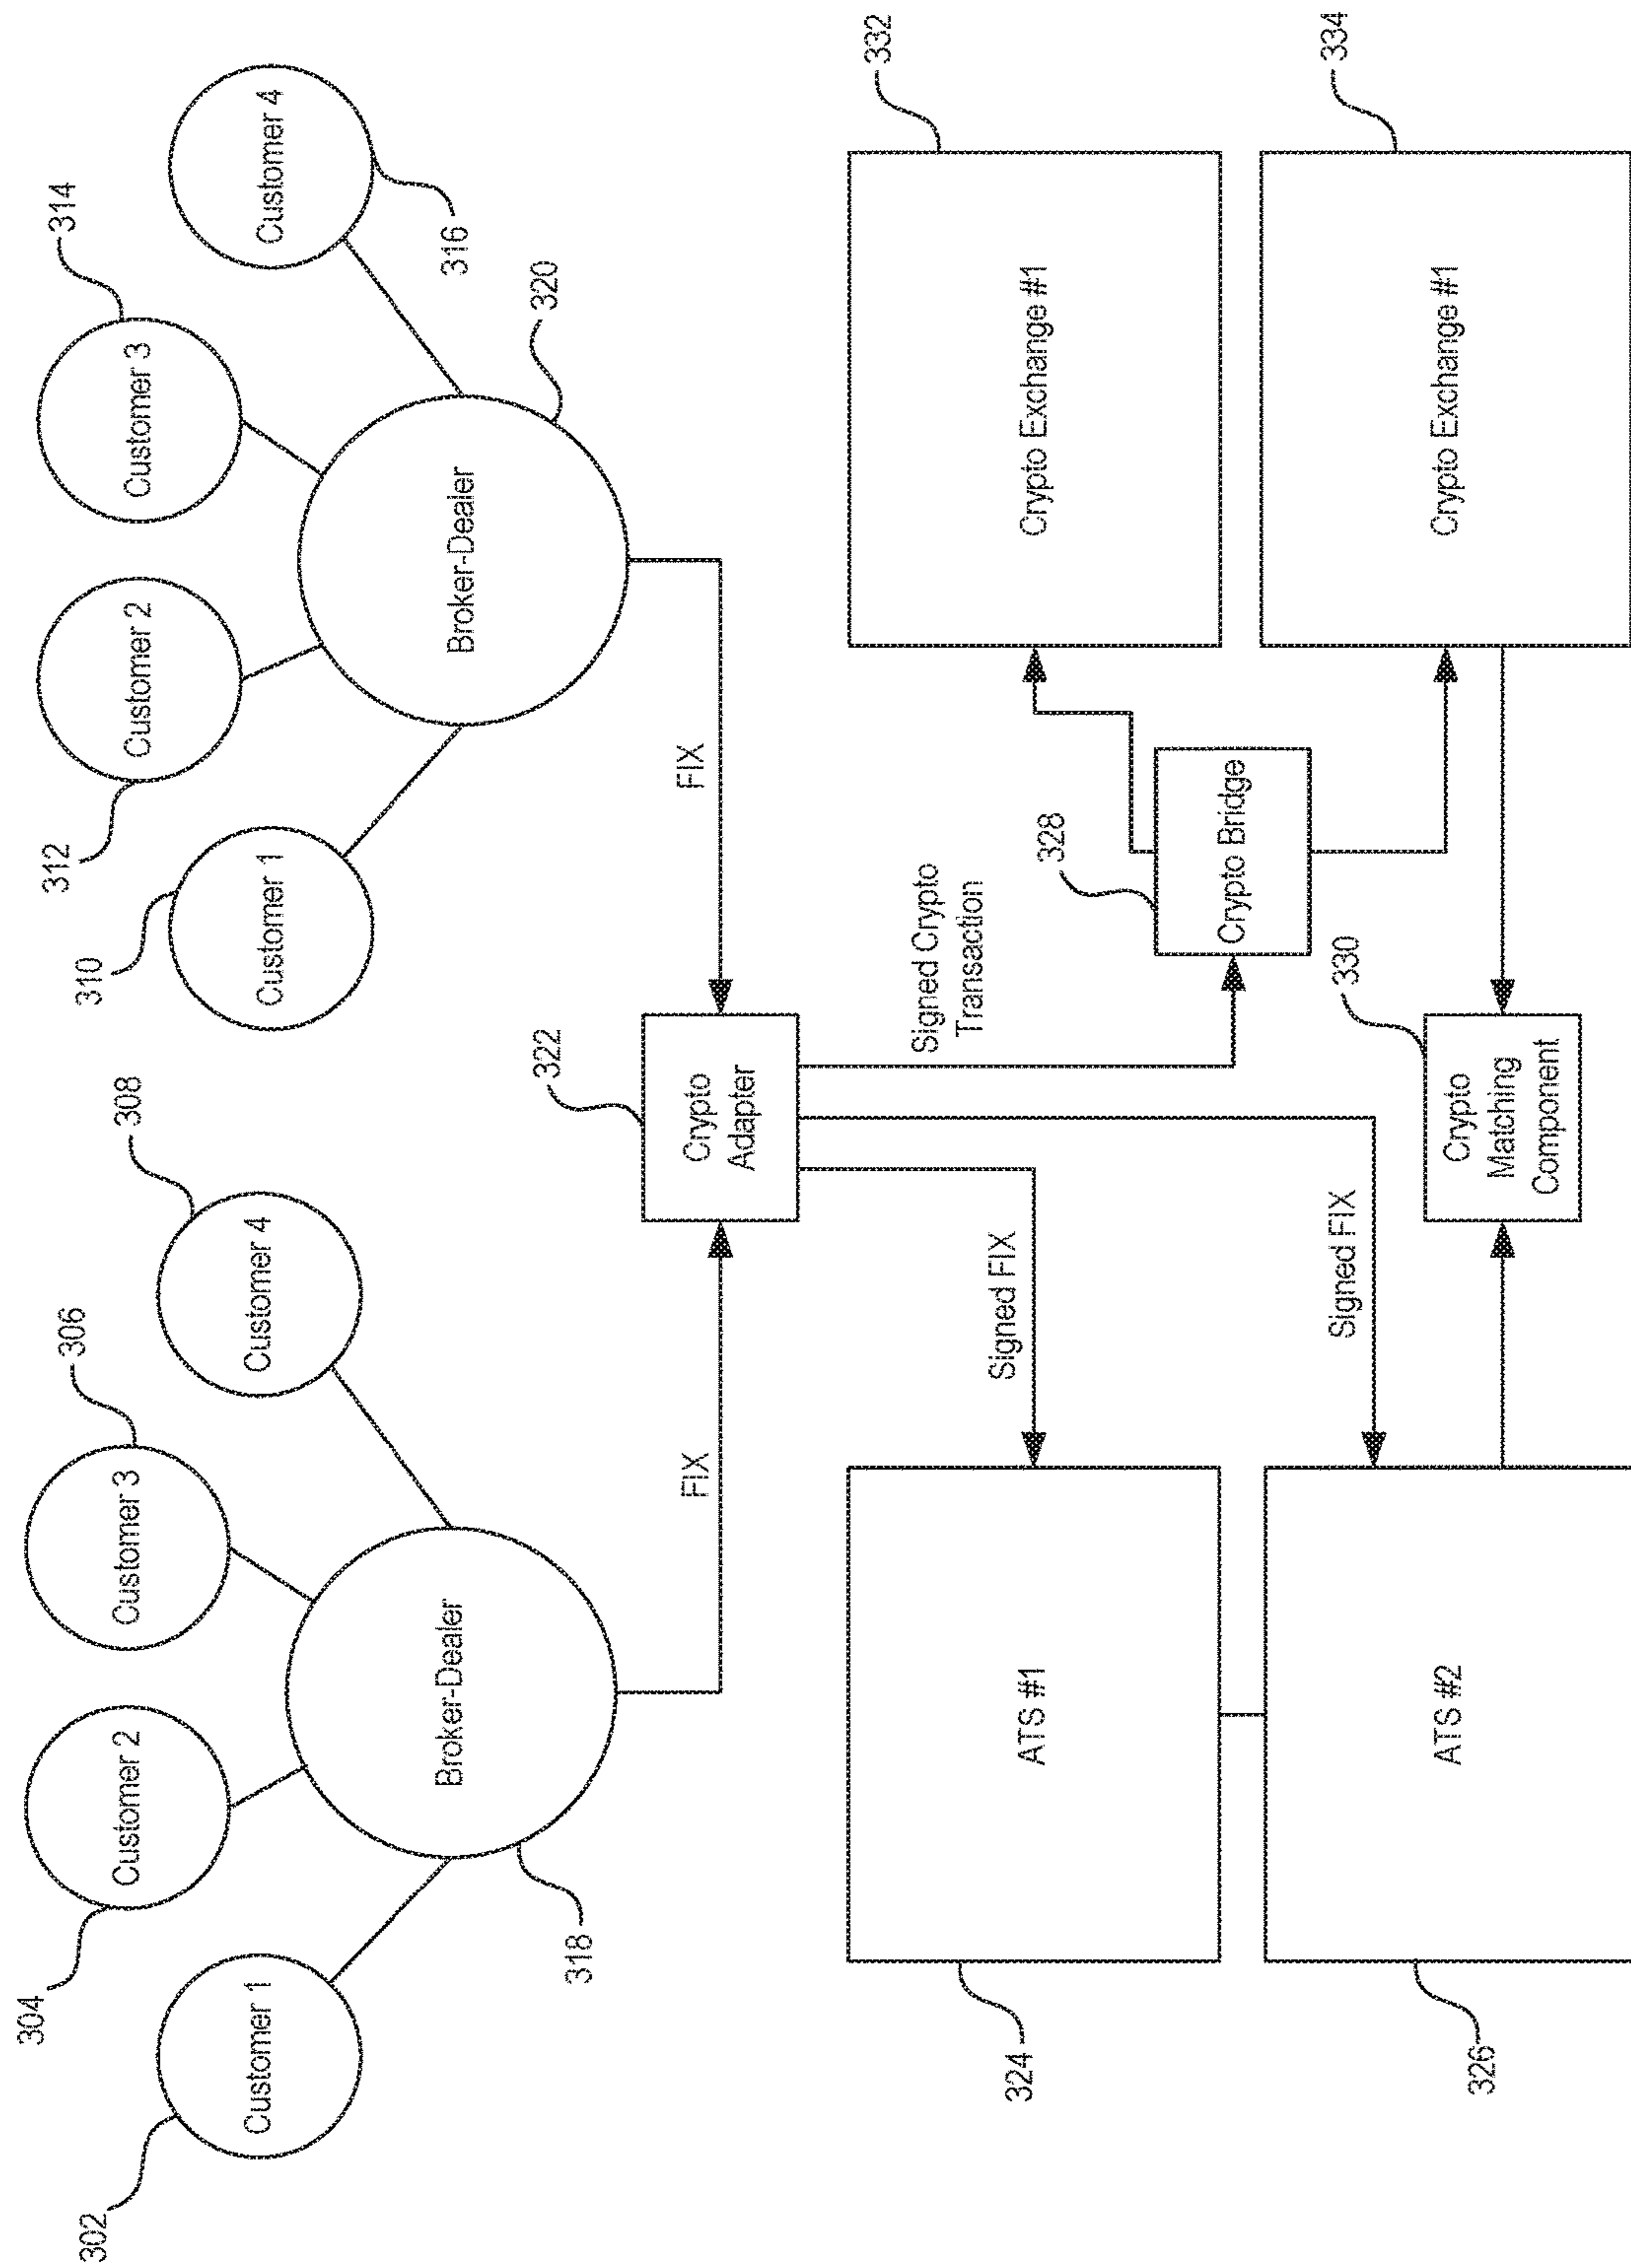 304
306
308
302
Customer 1
Customer 2
Customer 3
Customer 4
Broker-Dealer
318
312
314
310
Customer 1
Customer 2
Customer 3
Customer 4
316
Broker-Dealer
320
FIX
FIX
322
Crypto
Adapter
Signed FIX
Signed FIX
Signed Crypto
Transaction
328
Crypto Bridge
324
ATS #1
326
ATS #2
330
Crypto
Matching
Component
332
Crypto Exchange #1
334
Crypto Exchange #1